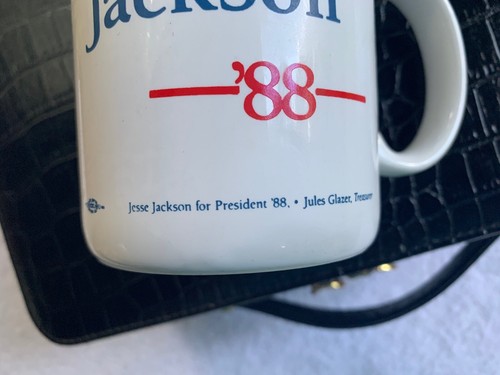 Jackson
'88
Jesse Jackson for President '88. • Jules Glazer, Treasurer